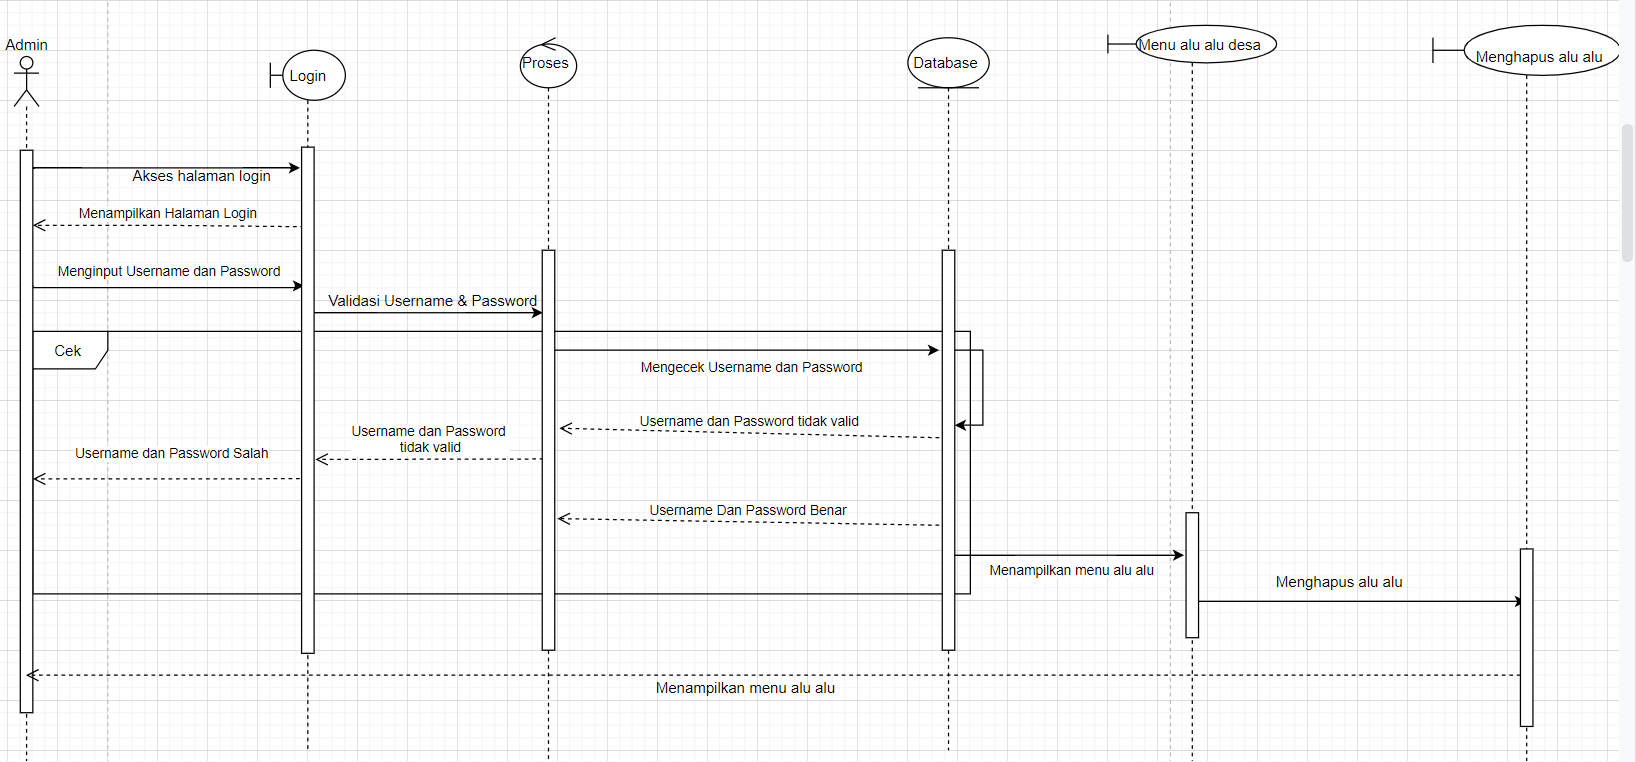 Admin
Login
Proses
Database
Menu alu alu desa
Menghapus alu alu
Akses halaman login
Menampilkan Halaman Login
Menginput Username dan Password
Validasi Username & Password
Cek
Mengecek Username dan Password
Username dan Password tidak valid
Username dan Password
tidak valid
Username dan Password Salah
Username Dan Password Benar
Menampilkan menu alu alu
Menghapus alu alu
Menampilkan menu alu alu